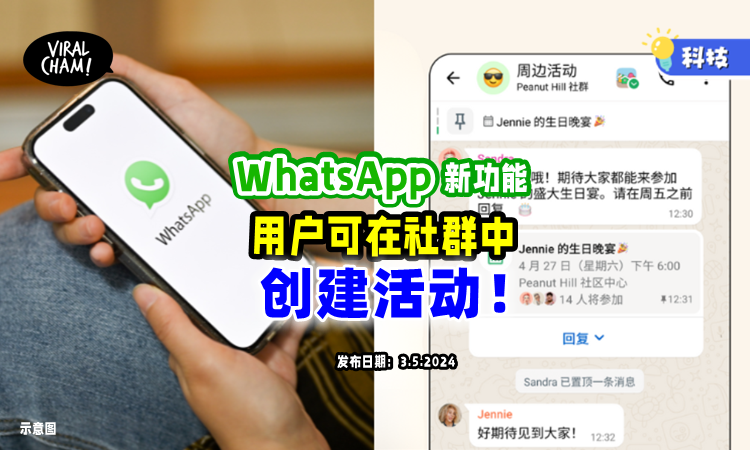 VIRAL
CHAM!
科技
WhatsApp
周边活动
Peanut Hill 社群
Jennie 的生日晚宴🎉
Sandra
哦！期待大家都能来参加
的盛大生日宴。请在周五之前
回复
12:30
WhatsApp 新功能
用户可在社群中
创建活动！
Jennie 的生日晚宴🎉
4 月 27 日（星期六）下午 6:00
Peanut Hill 社区中心
14 人将参加
12:31
回复
发布日期：3.5.2024
Sandra 已置顶一条消息
Jennie
好期待见到大家！
12:32
示意图